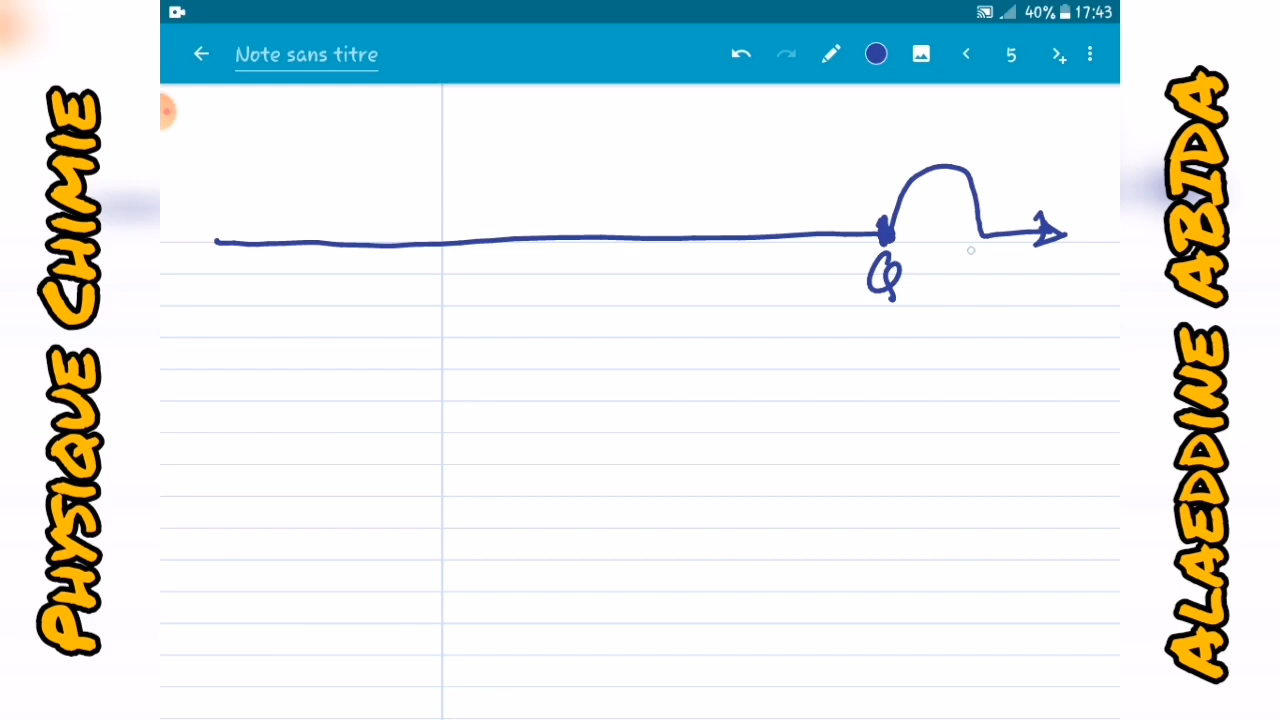 40% 17:43
Note sans titre
5
Q
PHYSIQUE CHIMIE
ALAEDDINE ABIDA